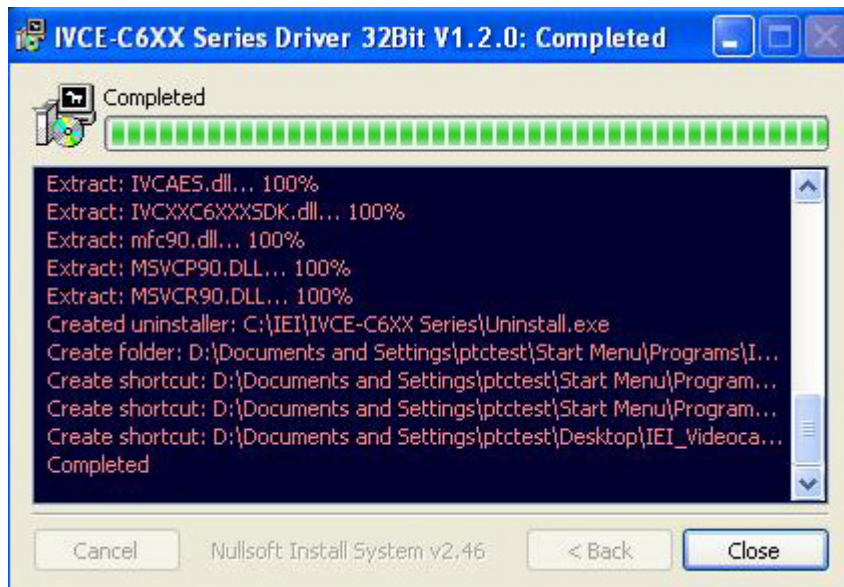 IVCE-C6XX Series Driver 32Bit V1.2.0: Completed
Completed
Extract: IVCAES.dll... 100%
Extract: IVCXXC6XXXSDK.dll... 100%
Extract: mfc90.dll... 100%
Extract: MSVCP90.DLL... 100%
Extract: MSVCR90.DLL... 100%
Created uninstaller: C:\IEI\IVCE-C6XX Series\Uninstall.exe
Create folder: D:\Documents and Settings\ptctest\Start Menu\Programs\I...
Create shortcut: D:\Documents and Settings\ptctest\Start Menu\Program...
Create shortcut: D:\Documents and Settings\ptctest\Start Menu\Program...
Create shortcut: D:\Documents and Settings\ptctest\Desktop\IEI_Videoca...
Completed
Cancel Nullsoft Install System v2.46 < Back Close